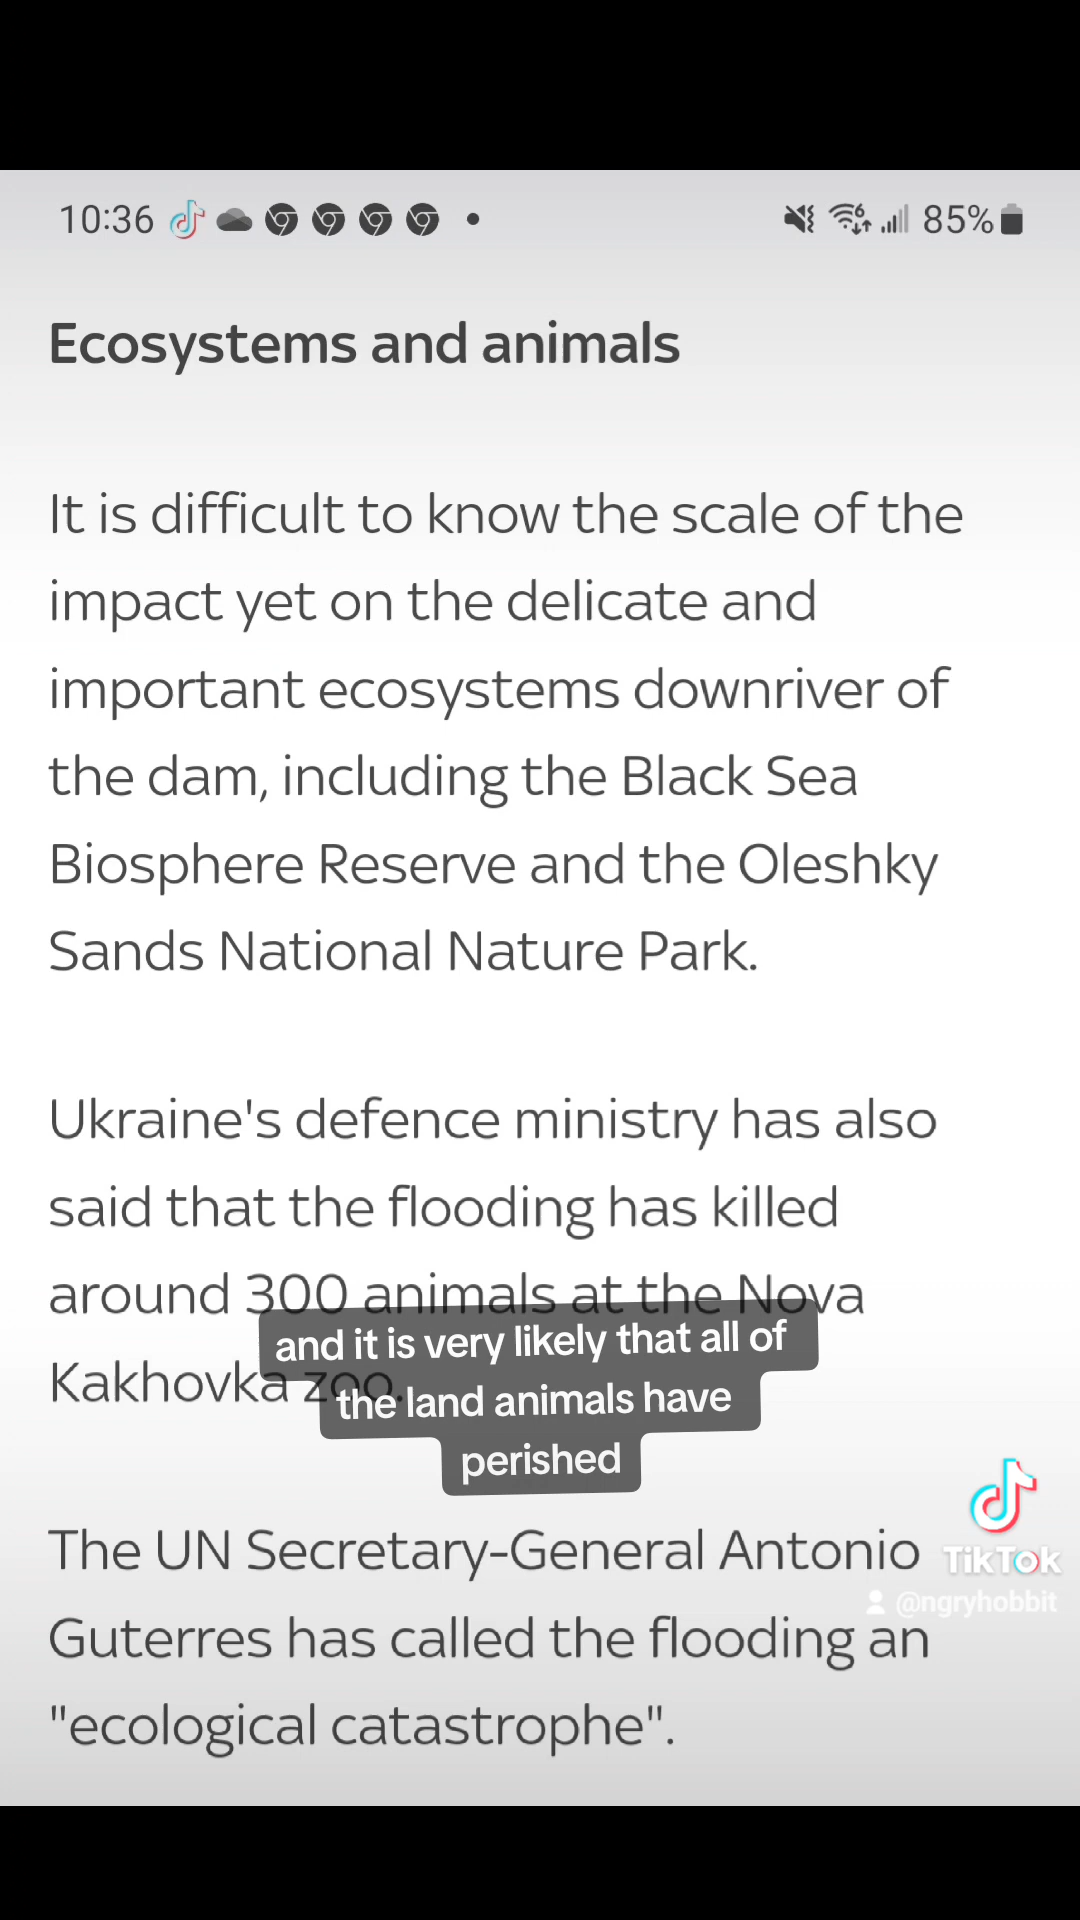 10:36
85%
Ecosystems and animals
It is difficult to know the scale of the
impact yet on the delicate and
important ecosystems downriver of
the dam, including the Black Sea
Biosphere Reserve and the Oleshky
Sands National Nature Park.
Ukraine's defence ministry has also
said that the flooding has killed
around 300 animals at the Nova
Kakhovka zoo.
and it is very likely that all of
the land animals have
perished
The UN Secretary-General Antonio
Guterres has called the flooding an
"ecological catastrophe".
TikTok
@ngryhobbit